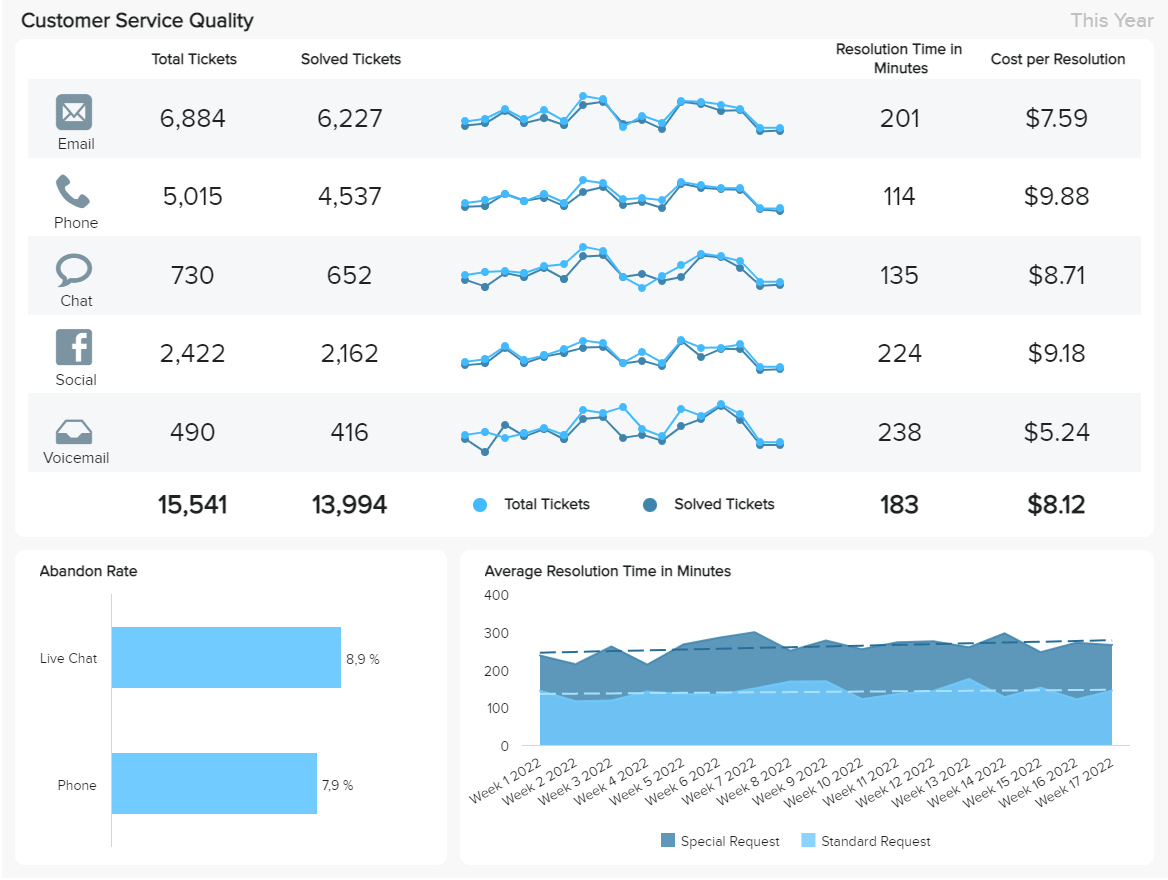 Customer Service Quality
This Year
Total Tickets
Solved Tickets
Resolution Time in
Minutes
Cost per Resolution
Email
6,884
6,227
201
$7.59
Phone
5,015
4,537
114
$9.88
Chat
730
652
135
$8.71
Social
2,422
2,162
224
$9.18
Voicemail
490
416
238
$5.24
15,541
13,994
Total Tickets
Solved Tickets
183
$8.12
Abandon Rate
Live Chat
8,9 %
Phone
7,9 %
Average Resolution Time in Minutes
400
300
200
100
0
Week 1 2022
Week 2 2022
Week 3 2022
Week 4 2022
Week 5 2022
Week 6 2022
Week 7 2022
Week 8 2022
Week 9 2022
Week 10 2022
Week 11 2022
Week 12 2022
Week 13 2022
Week 14 2022
Week 15 2022
Week 16 2022
Week 17 2022
Special Request
Standard Request